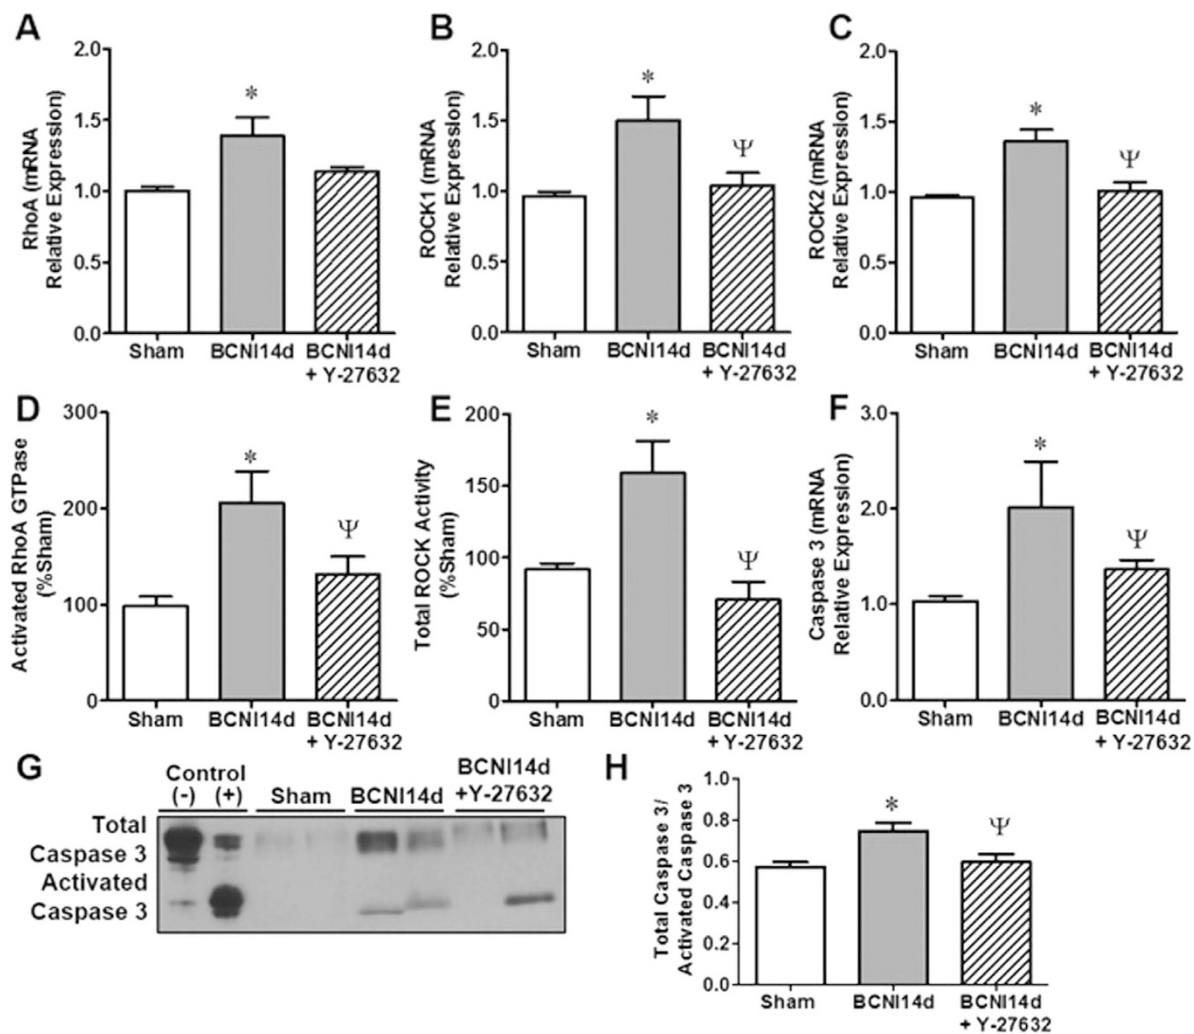 A
RhoA (mRNA
Relative Expression)
2.0
1.5
1.0
0.5
0.0
*
Sham
BCNI14d
BCNI14d
+ Y-27632
B
ROCK1 (mRNA
Relative Expression)
2.0
1.5
1.0
0.5
0.0
*
Ψ
Sham
BCNI14d
BCNI14d
+ Y-27632
C
ROCK2 (mRNA
Relative Expression)
2.0
1.5
1.0
0.5
0.0
*
Ψ
Sham
BCNI14d
BCNI14d
+ Y-27632
D
Activated RhoA GTPase
(%Sham)
300
200
100
0
*
Ψ
Sham
BCNI14d
BCNI14d
+ Y-27632
E
Total ROCK Activity
(%Sham)
200
150
100
50
0
*
Ψ
Sham
BCNI14d
BCNI14d
+ Y-27632
F
Caspase 3 (mRNA
Relative Expression)
3.0
2.0
1.0
0.0
*
Ψ
Sham
BCNI14d
BCNI14d
+ Y-27632
G
Control
(-) (+)
Sham
BCNI14d
BCNI14d
+Y-27632
Total
Caspase 3
Activated
Caspase 3
H
Total Caspase 3/
Activated Caspase 3
1.0
0.8
0.6
0.4
0.2
0.0
*
Ψ
Sham
BCNI14d
BCNI14d
+ Y-27632